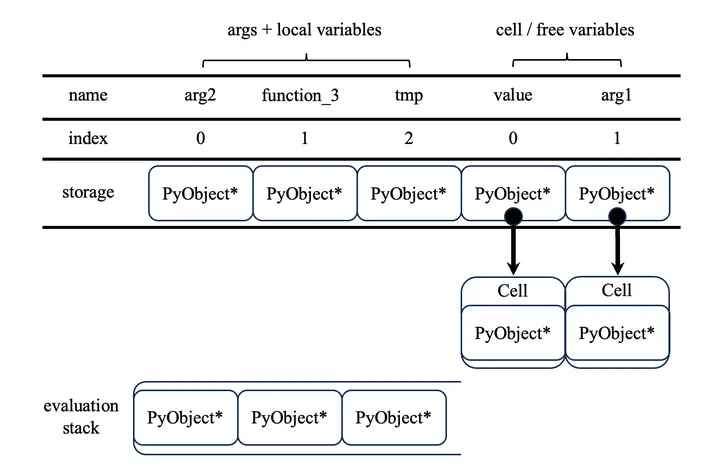 args + local variables cell / free variables
name arg2 function_3 tmp value arg1
index 0 1 2 0 1
storage PyObject* PyObject* PyObject* PyObject* PyObject*
Cell Cell
PyObject* PyObject*
evaluation
stack
PyObject* PyObject* PyObject*